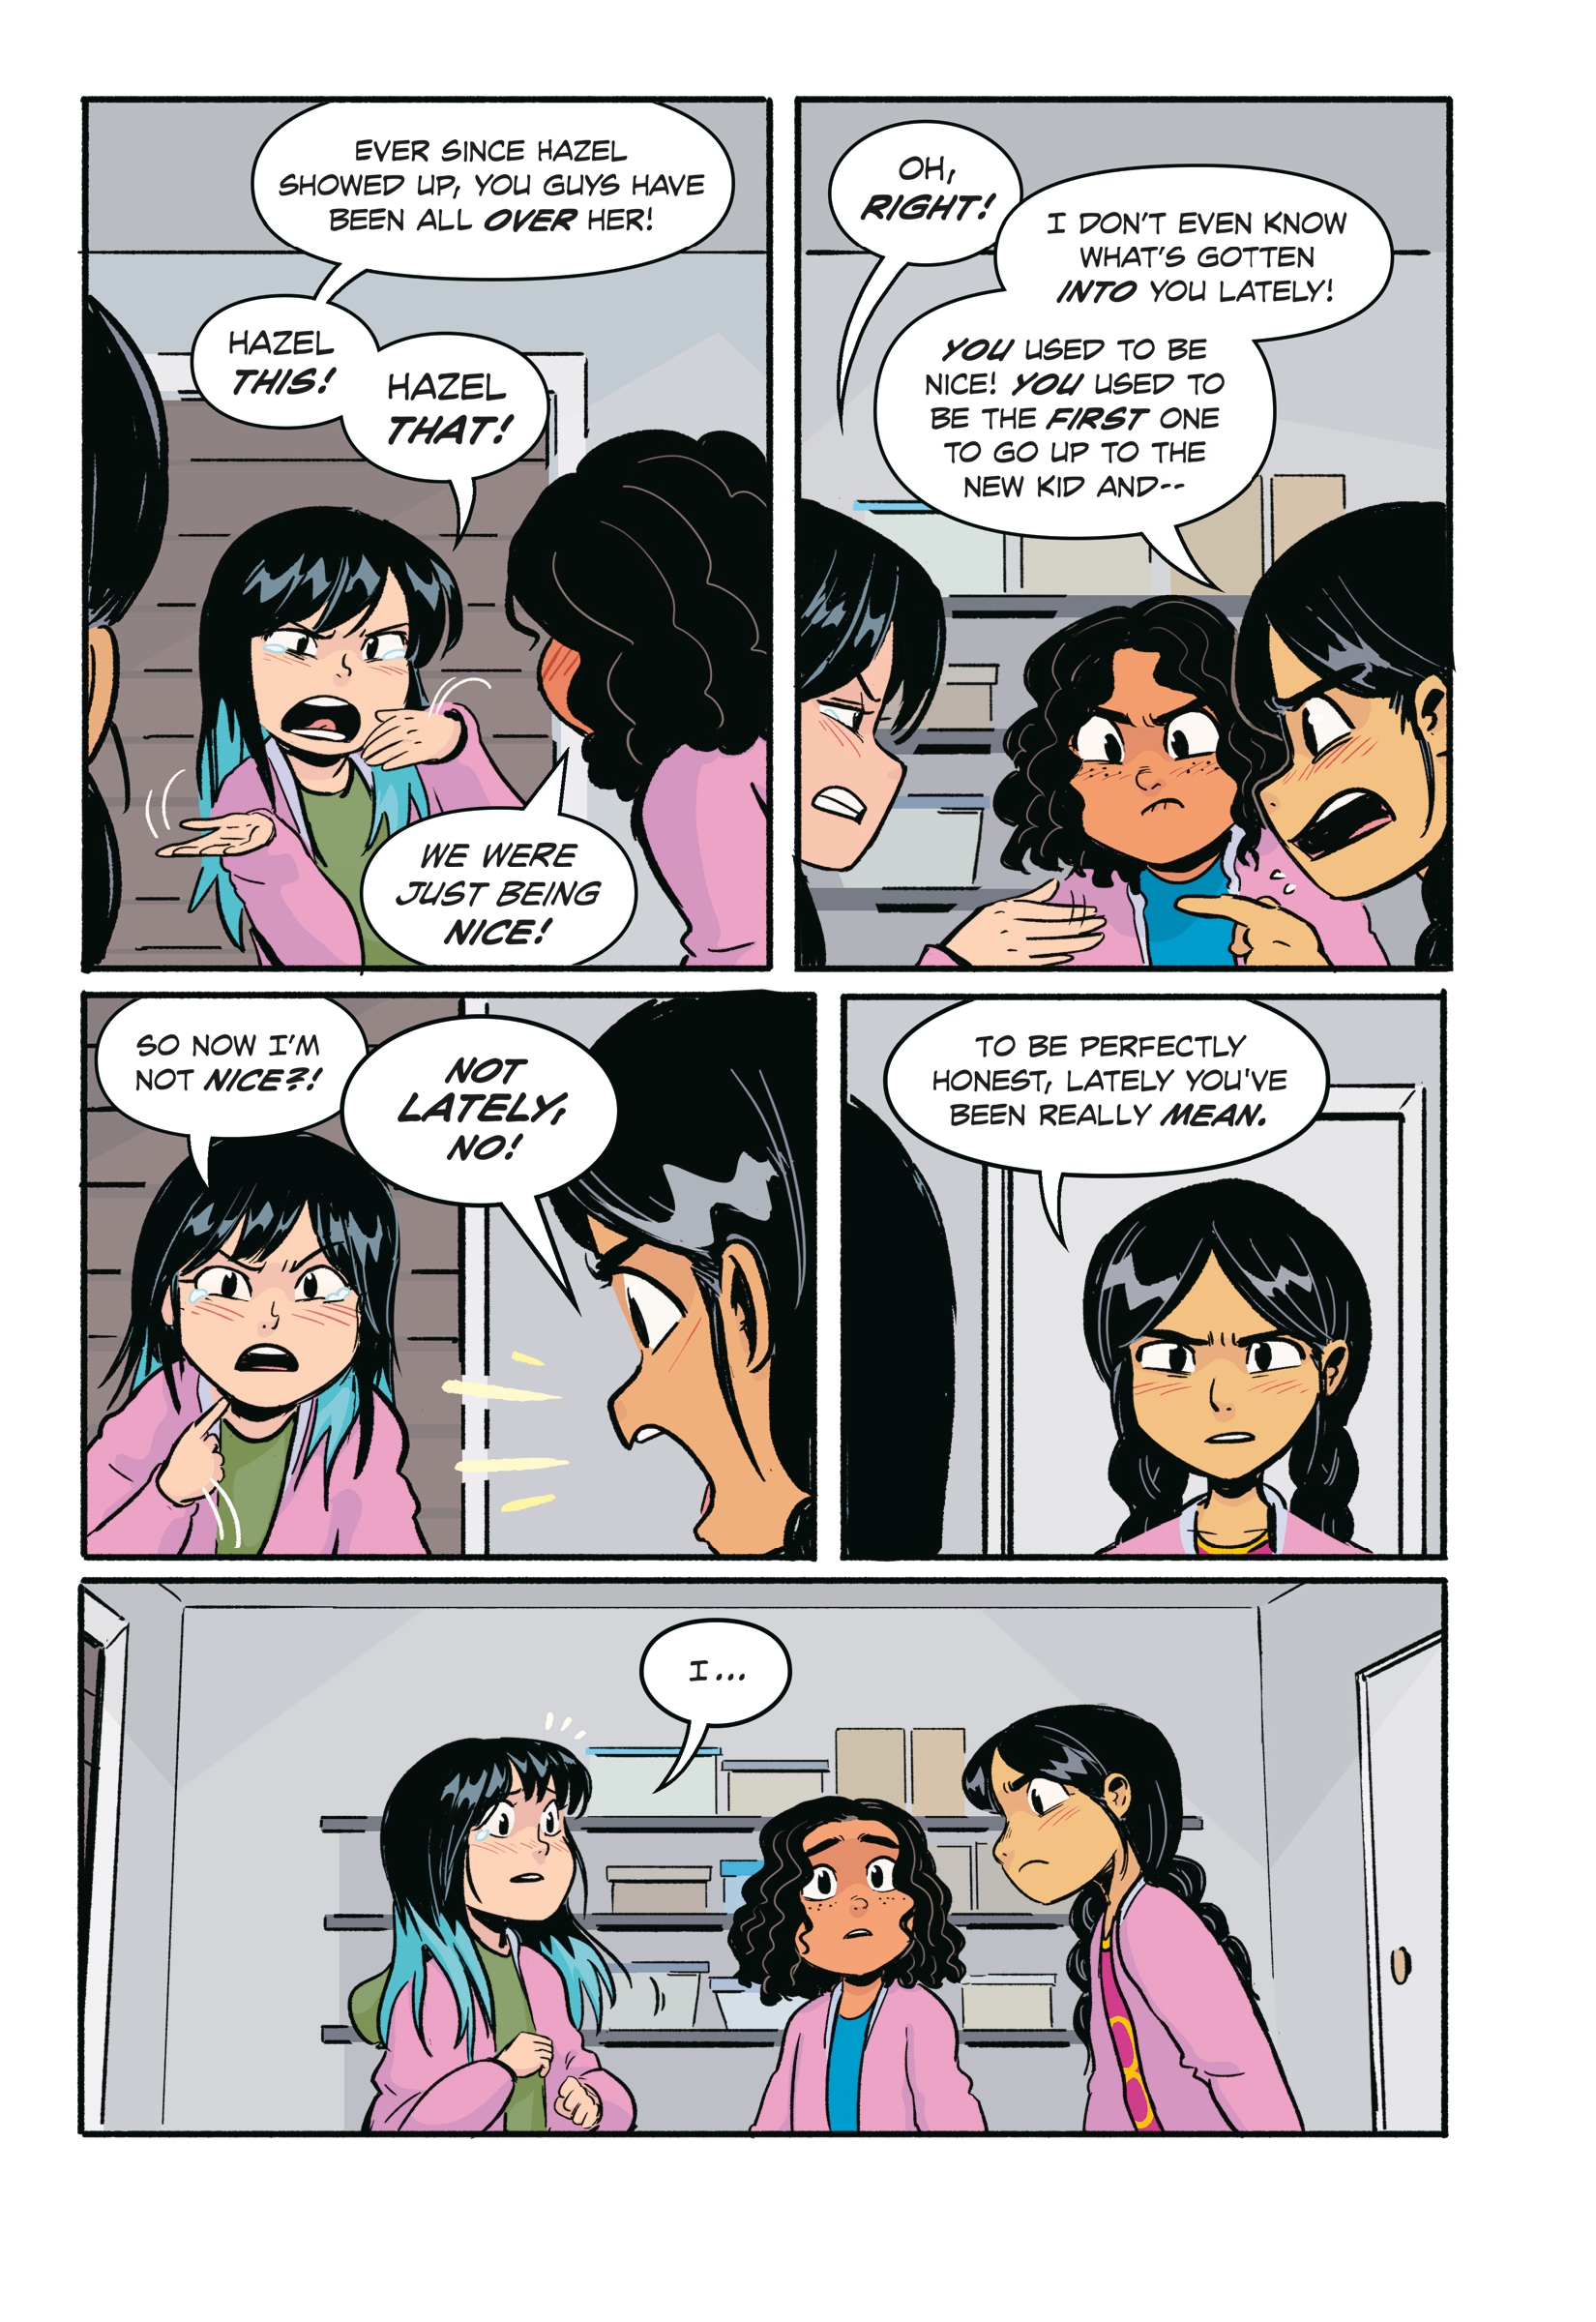 EVER SINCE HAZEL
SHOWED UP, YOU GUYS HAVE
BEEN ALL OVER HER!
HAZEL
THIS!
HAZEL
THAT!
WE WERE
JUST BEING
NICE!
OH,
RIGHT!
I DON'T EVEN KNOW
WHAT'S GOTTEN
INTO YOU LATELY!
YOU USED TO BE
NICE! YOU USED TO
BE THE FIRST ONE
TO GO UP TO THE
NEW KID AND--
SO NOW I'M
NOT NICE?!
NOT
LATELY,
NO!
TO BE PERFECTLY
HONEST, LATELY YOU'VE
BEEN REALLY MEAN.
I...